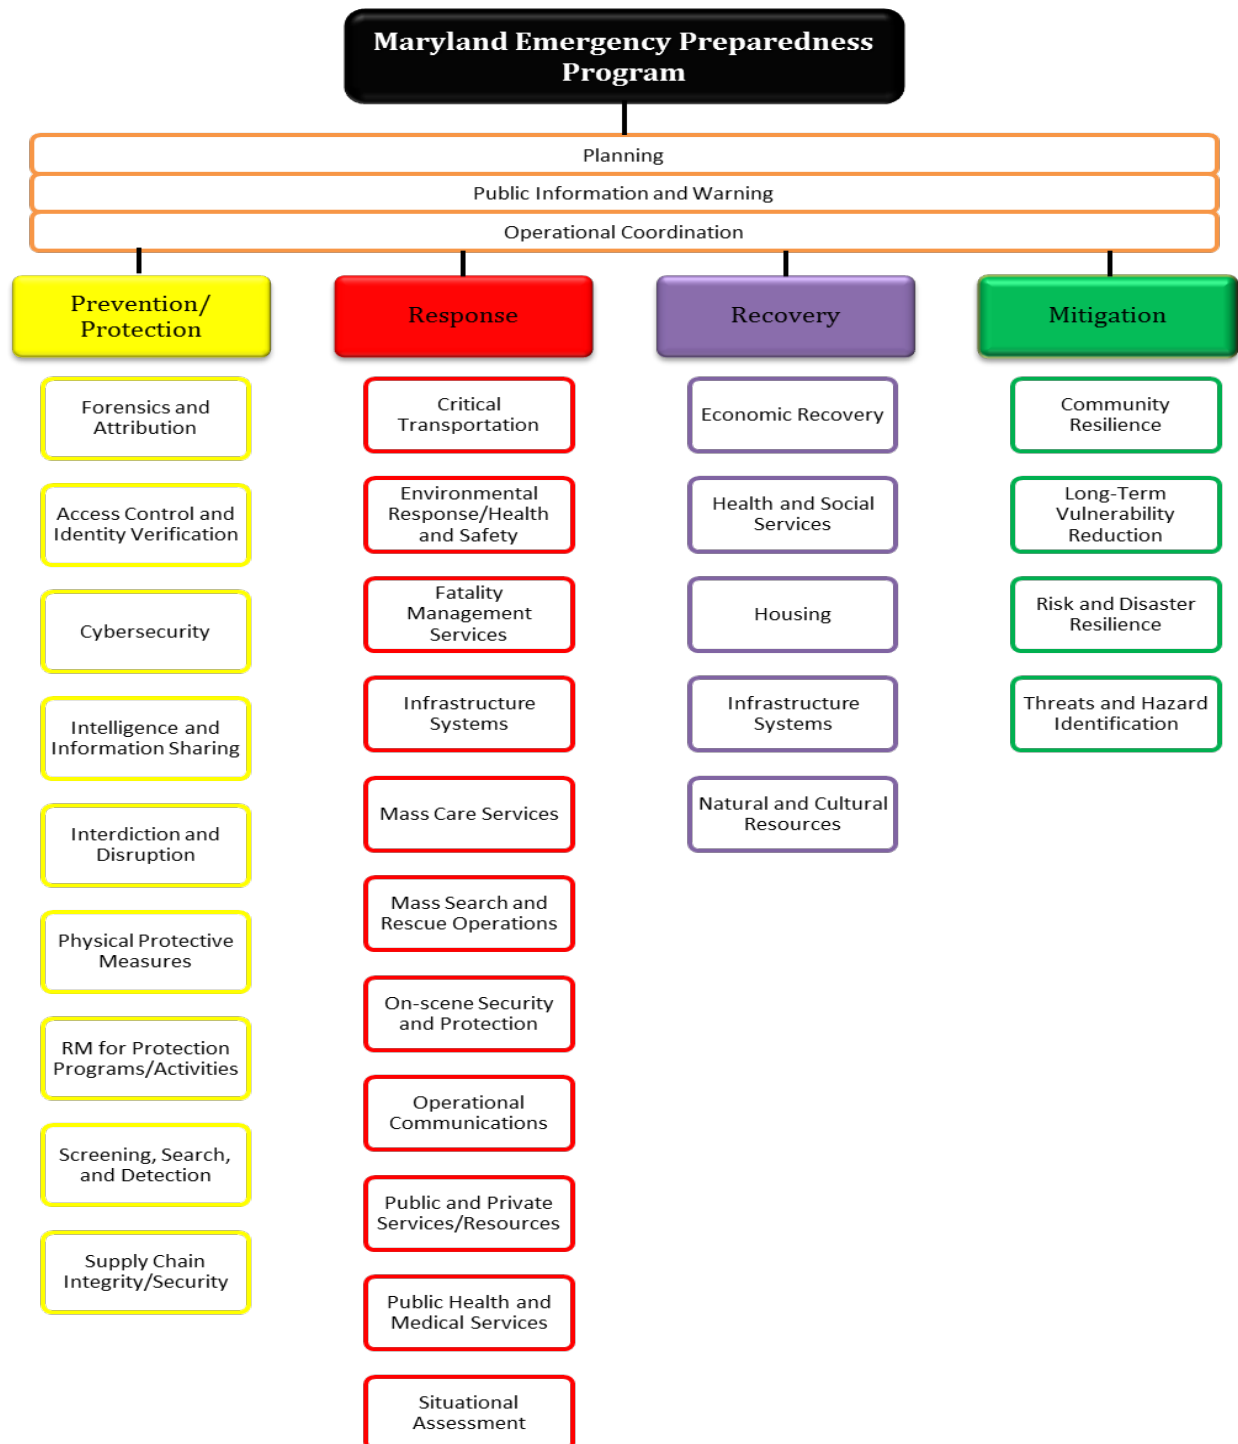 Maryland Emergency Preparedness
Program
Planning
Public Information and Warning
Operational Coordination
Prevention/
Protection
Forensics and
Attribution
Access Control and
Identity Verification
Cybersecurity
Intelligence and
Information Sharing
Interdiction and
Disruption
Physical Protective
Measures
RM for Protection
Programs/Activities
Screening, Search,
and Detection
Supply Chain
Integrity/Security
Response
Critical
Transportation
Environmental
Response/Health
and Safety
Fatality
Management
Services
Infrastructure
Systems
Mass Care Services
Mass Search and
Rescue Operations
On-scene Security
and Protection
Operational
Communications
Public and Private
Services/Resources
Public Health and
Medical Services
Situational
Assessment
Recovery
Economic Recovery
Health and Social
Services
Housing
Infrastructure
Systems
Natural and Cultural
Resources
Mitigation
Community
Resilience
Long-Term
Vulnerability
Reduction
Risk and Disaster
Resilience
Threats and Hazard
Identification